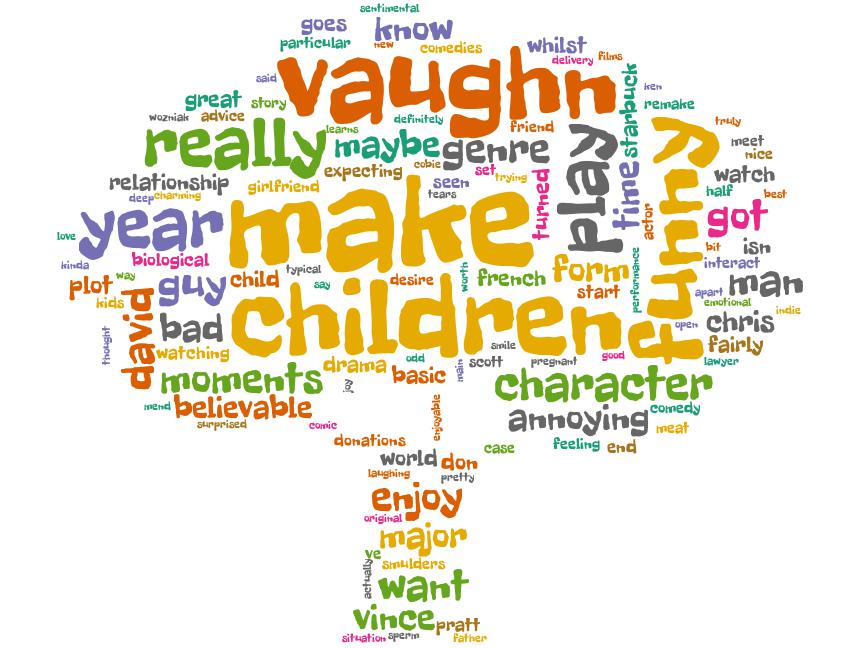 sentimental
goes
know
particular
new
comedies
whilst
delivery
films
said
vaughn
starbuck
ken
great
story
remake
wozniak
advice
definitely
friend
truly
really
learns
maybe
genre
play
funny
meet
nice
relationship
girlfriend
expecting
cobie
seen
set
trying
turned
time
watch
deep
charming
tears
half
best
love
year
make
actor
got
kinda
biological
bit
isn
interact
plot
way
guy
child
typical
say
desire
worth
french
form
start
performance
apart
man
kids
david
emotional
indie
bad
children
open
chris
thought
watching
smile
fairly
drama
odd
main
scott
pregnant
good
lawyer
moments
joy
basic
character
mend
believable
enjoyable
annoying
comedy
surprised
comic
meat
donations
case
feeling
end
world
don
laughing
pretty
enjoy
original
major
ve
smulders
actually
want
vince
pratt
situation
sperm
father